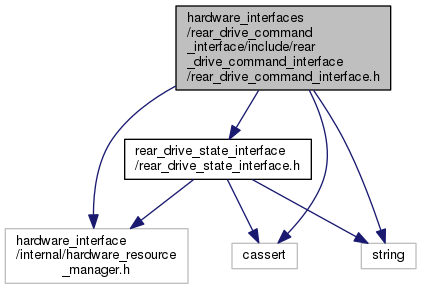 hardware_interfaces
/rear_drive_command
_interface/include/rear
_drive_command_interface
/rear_drive_command_interface.h
rear_drive_state_interface
/rear_drive_state_interface.h
hardware_interface
/internal/hardware_resource
_manager.h
cassert
string